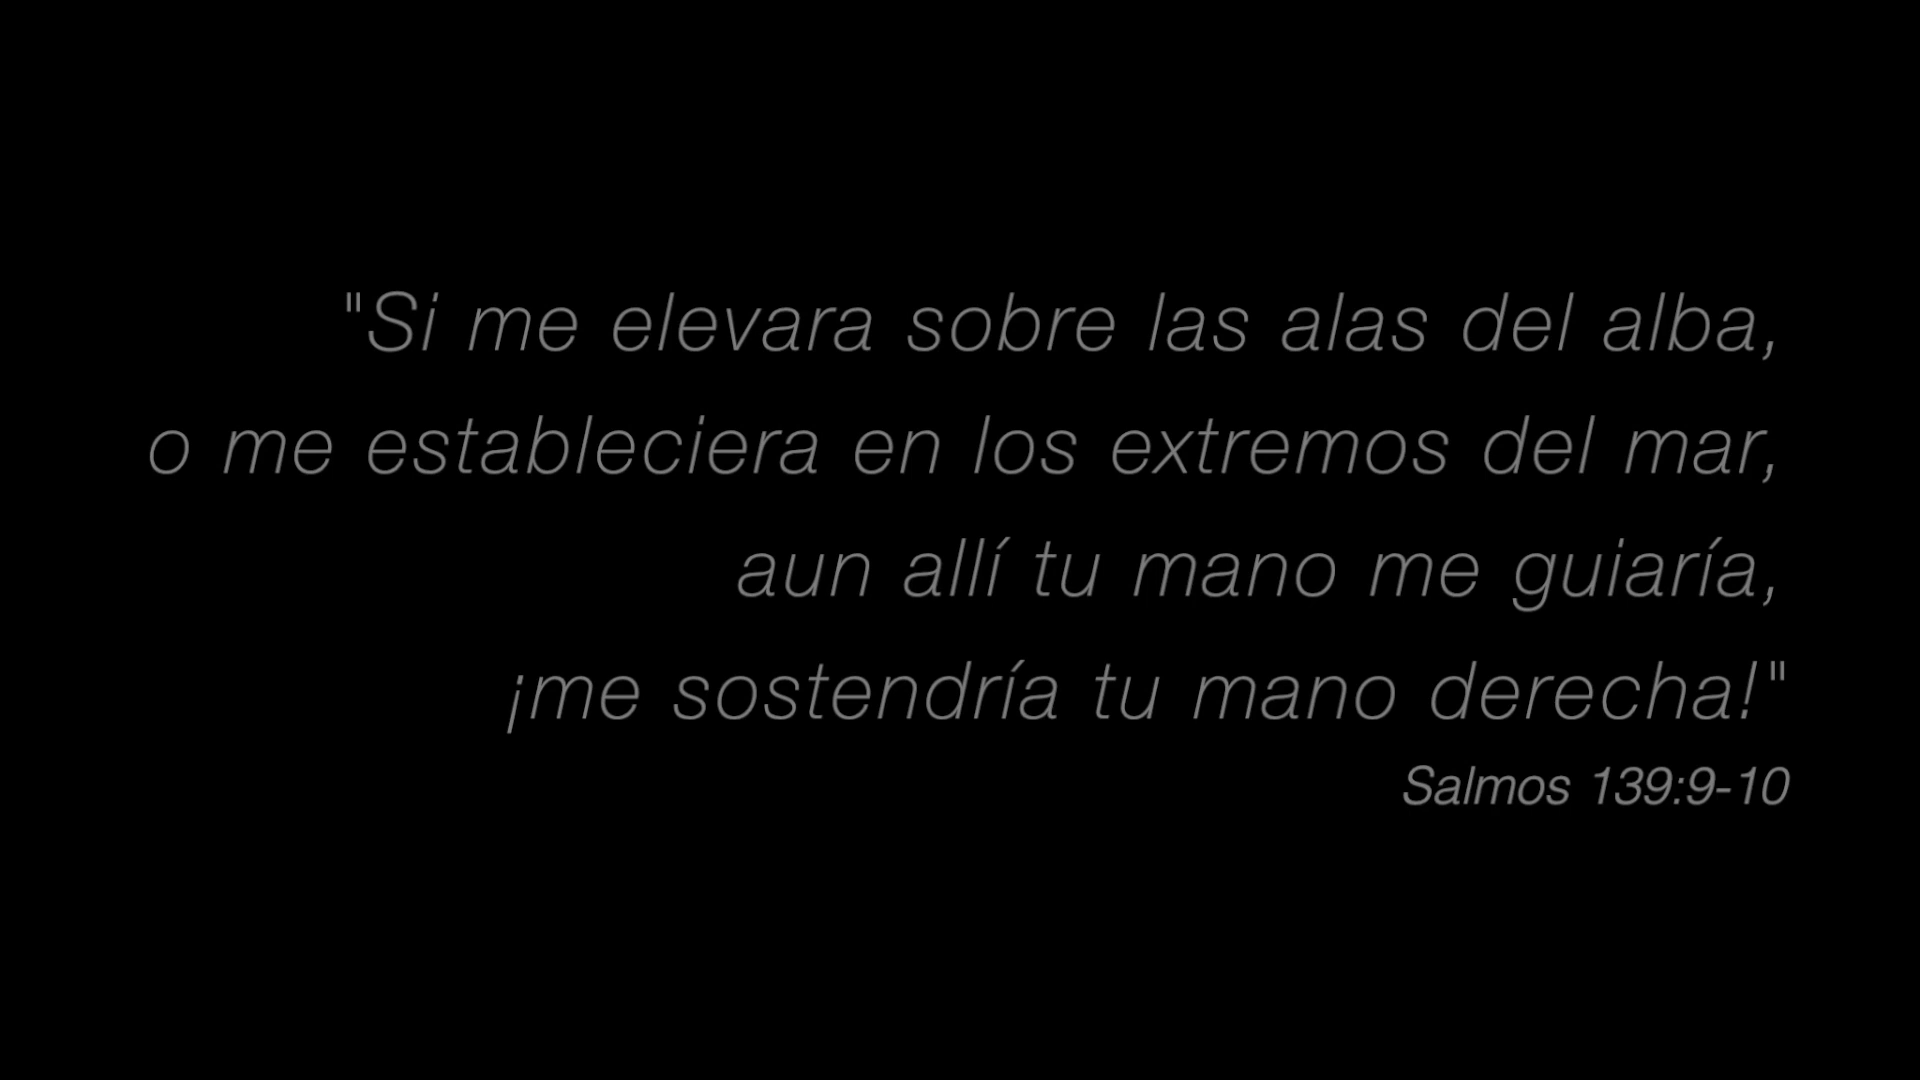 "Si me elevara sobre las alas del alba,
o me estableciera en los extremos del mar,
aun allí tu mano me guiaría,
¡me sostendría tu mano derecha!"
Salmos 139:9-10